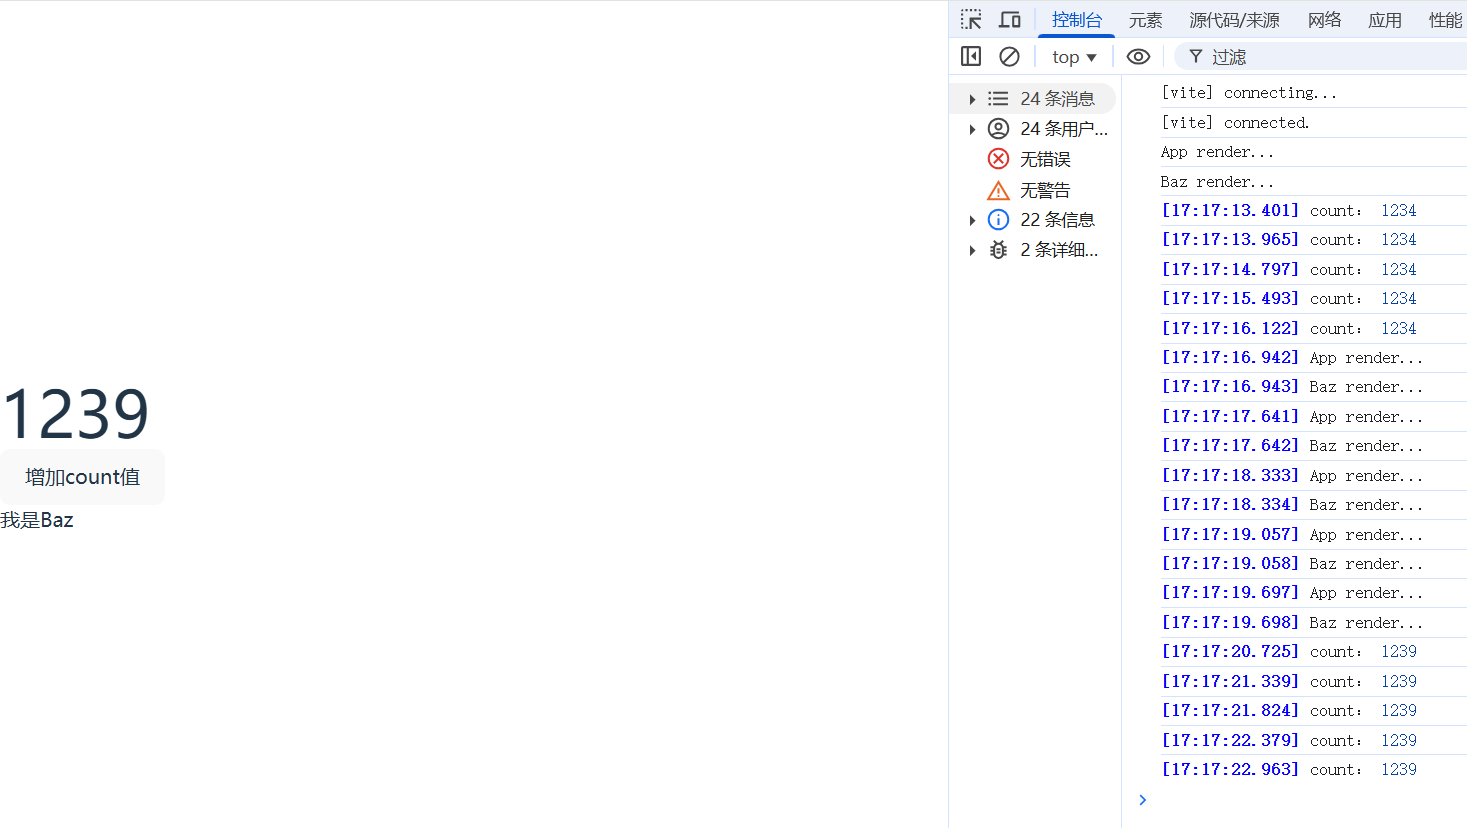 1239
增加count值
我是Baz
控制台 元素 源代码/来源 网络 应用 性能
top ▼ 过滤
24 条消息
24 条用户...
无错误
无警告
22 条信息
2 条详细...
[vite] connecting...
[vite] connected.
App render...
Baz render...
[17:17:13.401] count： 1234
[17:17:13.965] count： 1234
[17:17:14.797] count： 1234
[17:17:15.493] count： 1234
[17:17:16.122] count： 1234
[17:17:16.942] App render...
[17:17:16.943] Baz render...
[17:17:17.641] App render...
[17:17:17.642] Baz render...
[17:17:18.333] App render...
[17:17:18.334] Baz render...
[17:17:19.057] App render...
[17:17:19.058] Baz render...
[17:17:19.697] App render...
[17:17:19.698] Baz render...
[17:17:20.725] count： 1239
[17:17:21.339] count： 1239
[17:17:21.824] count： 1239
[17:17:22.379] count： 1239
[17:17:22.963] count： 1239